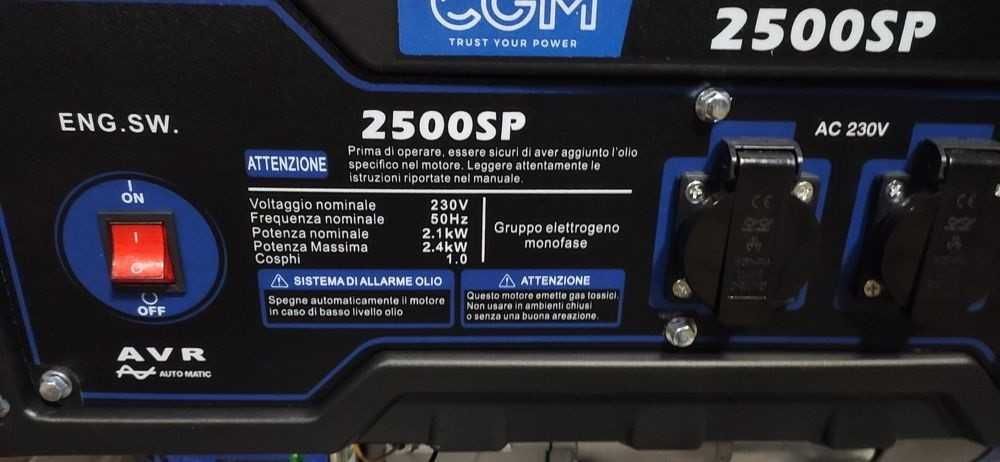 CGM
TRUST YOUR POWER
2500SP
ENG.SW.
2500SP
AC 230V
ATTENZIONE
Prima di operare, essere sicuri di aver aggiunto l'olio
specifico nel motore. Leggere attentamente le
istruzioni riportate nel manuale.
I
ON
Voltaggio nominale 230V
Frequenza nominale 50Hz
Potenza nominale 2.1kW
Potenza Massima 2.4kW
Cosphi 1.0
Gruppo elettrogeno
monofase
OFF
SISTEMA DI ALLARME OLIO
Spegne automaticamente il motore
in caso di basso livello olio
ATTENZIONE
Questo motore emette gas tossici.
Non usare in ambienti chiusi
o senza una buona areazione.
AVR
AUTOMATIC
CE
CE